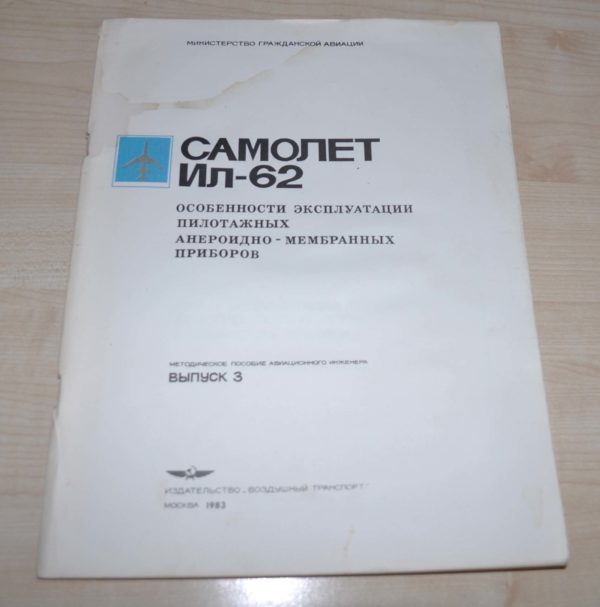 МИНИСТЕРСТВО ГРАЖДАНСКОЙ АВИАЦИИ
САМОЛЕТ
ИЛ-62
ОСОБЕННОСТИ ЭКСПЛУАТАЦИИ
ПИЛОТАЖНЫХ
АНЕРОИДНО - МЕМБРАННЫХ
ПРИБОРОВ
МЕТОДИЧЕСКОЕ ПОСОБИЕ АВИАЦИОННОГО ИНЖЕНЕРА
ВЫПУСК 3
ИЗДАТЕЛЬСТВО „ВОЗДУШНЫЙ ТРАНСПОРТ“
МОСКВА 1983